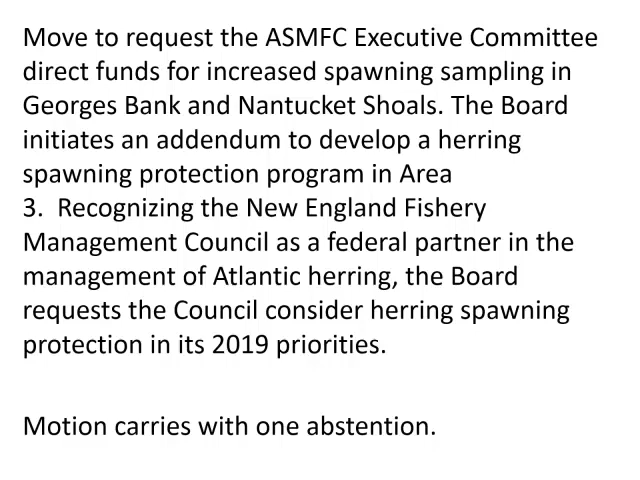 Move to request the ASMFC Executive Committee
direct funds for increased spawning sampling in
Georges Bank and Nantucket Shoals. The Board
initiates an addendum to develop a herring
spawning protection program in Area
3.  Recognizing the New England Fishery
Management Council as a federal partner in the
management of Atlantic herring, the Board
requests the Council consider herring spawning
protection in its 2019 priorities.
Motion carries with one abstention.